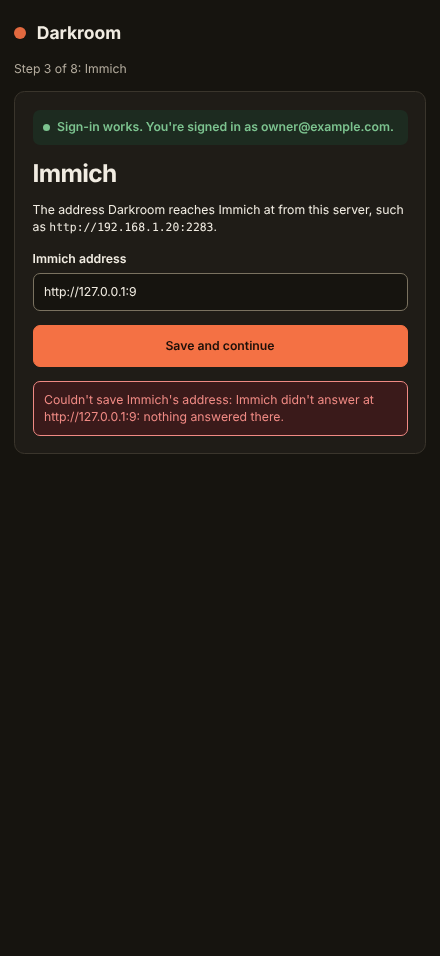 Darkroom
Step 3 of 8: Immich
Sign-in works. You're signed in as owner@example.com.
Immich
The address Darkroom reaches Immich at from this server, such
as http://192.168.1.20:2283.
Immich address
http://127.0.0.1:9
Save and continue
Couldn't save Immich's address: Immich didn't answer at
http://127.0.0.1:9: nothing answered there.